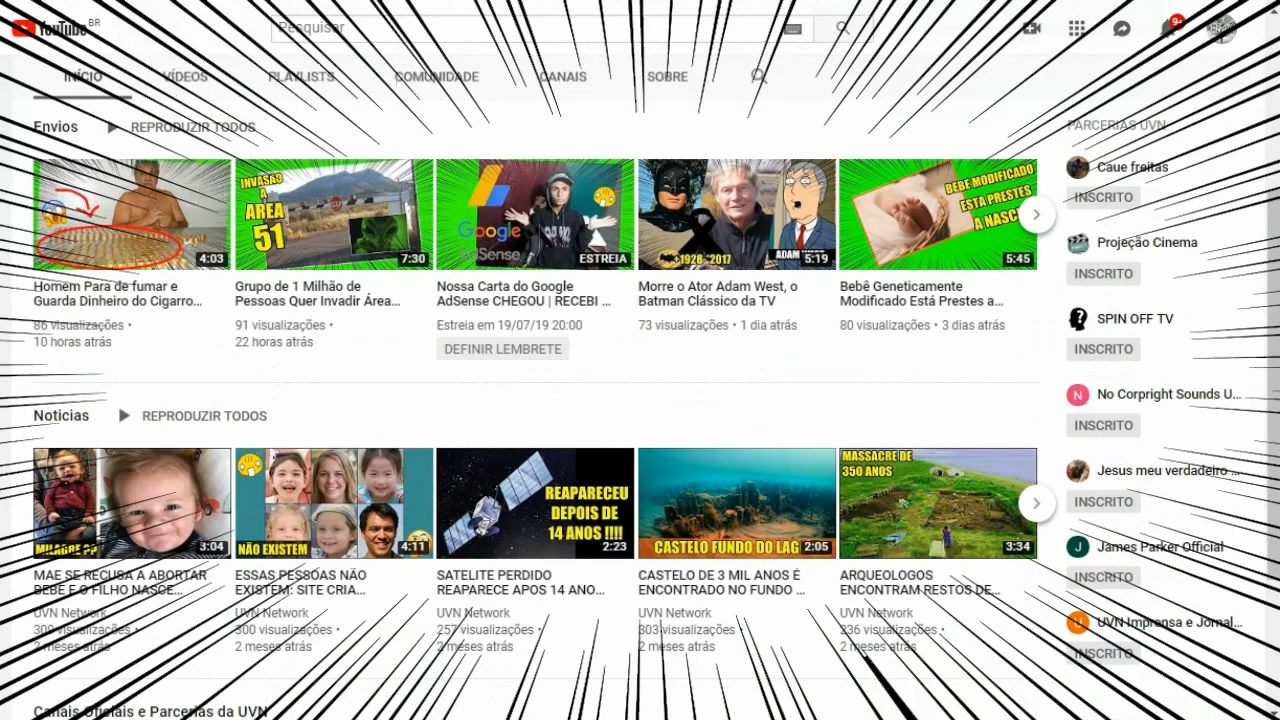 YouTube BR
Pesquisar
9+
INÍCIO VÍDEOS PLAYLISTS COMUNIDADE CANAIS SOBRE
Envios REPRODUZIR TODOS
PARCERIAS UVN
4:03
INVASÃO
A
AREA
51
7:30
Google
AdSense
ESTREIA
1928-2017
ADAM WEST
5:19
BEBE MODIFICADO
ESTA PRESTES
A NASC
5:45
Homem Para de fumar e
Guarda Dinheiro do Cigarro...
86 visualizações •
10 horas atrás
Grupo de 1 Milhão de
Pessoas Quer Invadir Área...
91 visualizações •
22 horas atrás
Nossa Carta do Google
AdSense CHEGOU | RECEBI ...
Estreia em 19/07/19 20:00
DEFINIR LEMBRETE
Morre o Ator Adam West, o
Batman Clássico da TV
73 visualizações • 1 dia atrás
Bebê Geneticamente
Modificado Está Prestes a...
80 visualizações • 3 dias atrás
Caue freitas
INSCRITO
Projeção Cinema
INSCRITO
SPIN OFF TV
INSCRITO
N No Corpright Sounds U...
INSCRITO
Jesus meu verdadeiro ...
INSCRITO
J James Parker Official
INSCRITO
U UVN Imprensa e Jornal...
INSCRITO
Noticias REPRODUZIR TODOS
MILAGRE ??
3:04
NÃO EXISTEM
4:11
REAPARECEU
DEPOIS DE
14 ANOS !!!!
2:23
CASTELO FUNDO DO LAG
2:05
MASSACRE DE
350 ANOS
3:34
MAE SE RECUSA A ABORTAR
BEBE E O FILHO NASCE...
UVN Network
309 visualizações •
2 meses atrás
ESSAS PESSOAS NÃO
EXISTEM: SITE CRIA...
UVN Network
300 visualizações •
2 meses atrás
SATELITE PERDIDO
REAPARECE APOS 14 ANO...
UVN Network
257 visualizações •
2 meses atrás
CASTELO DE 3 MIL ANOS É
ENCONTRADO NO FUNDO ...
UVN Network
303 visualizações •
2 meses atrás
ARQUEOLOGOS
ENCONTRAM RESTOS DE...
UVN Network
236 visualizações •
2 meses atrás
Canais Oficiais e Parcerias da UVN